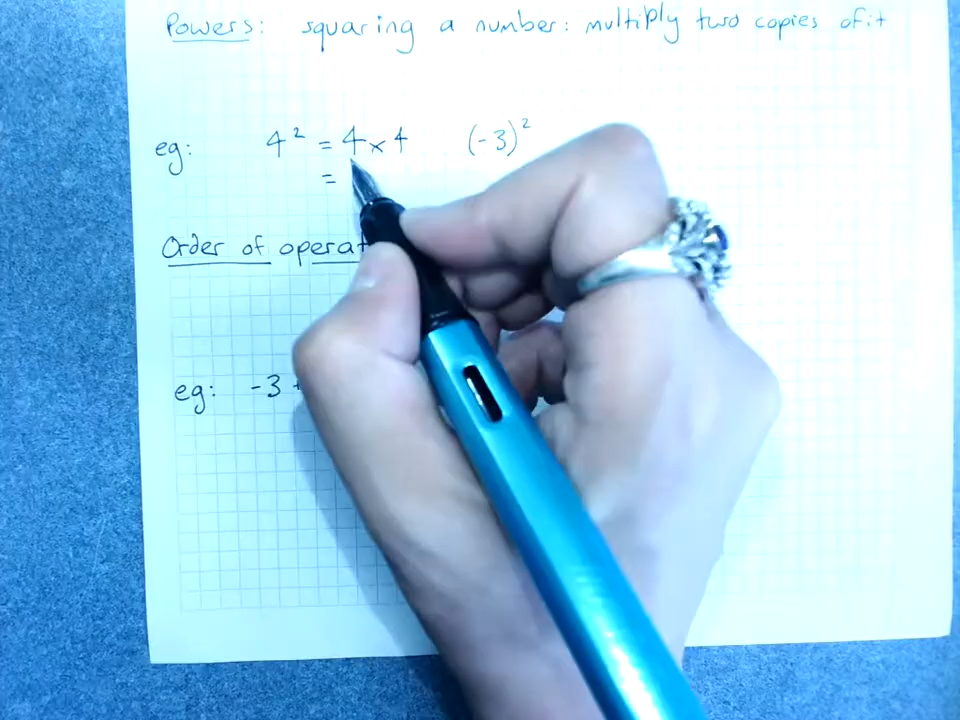 Powers: squaring a number: multiply two copies of it
eg: 4² = 4 × 4 (-3)²
=
Order of operat
eg: -3